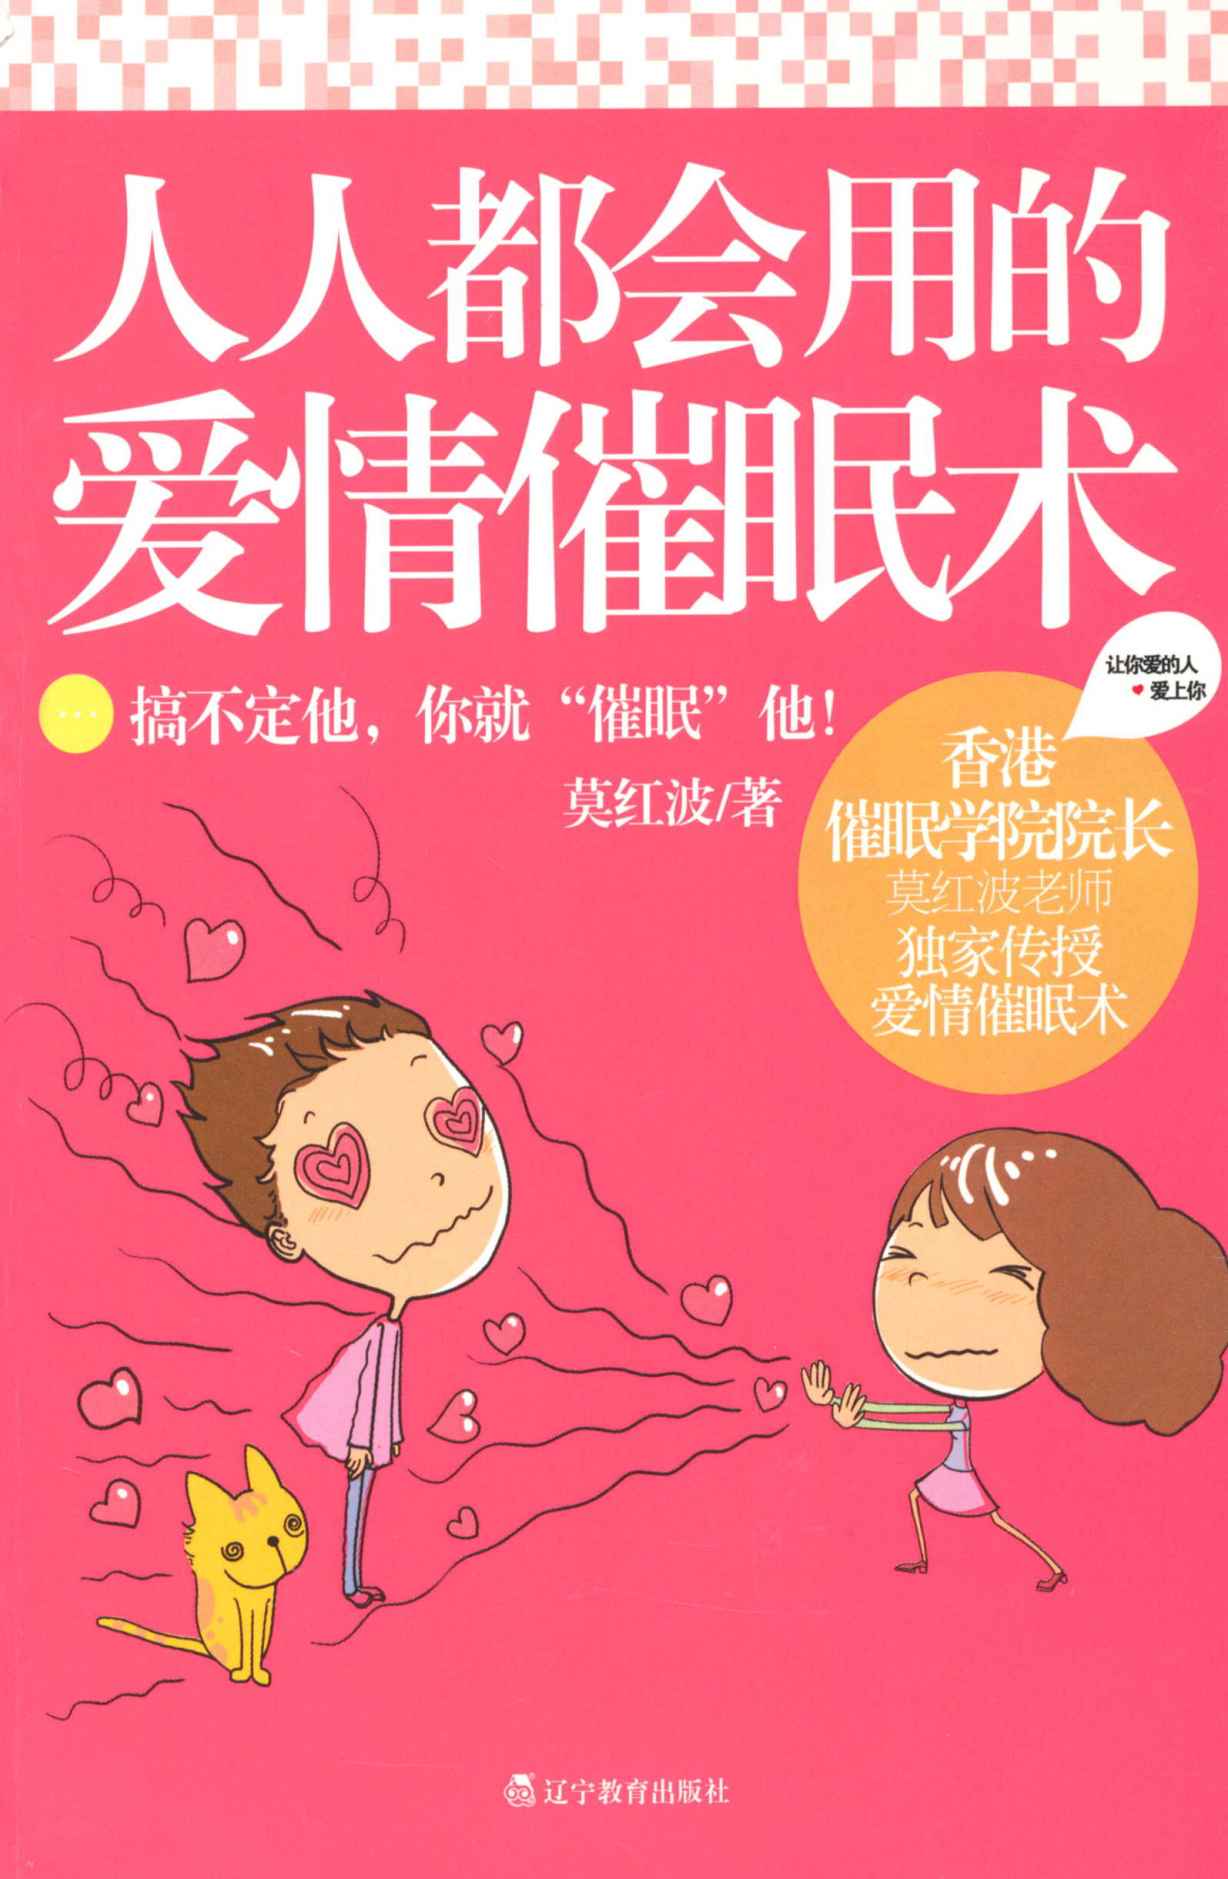 人人都会用的
爱情催眠术
搞不定他，你就“催眠”他！
莫红波/著
让你爱的人
爱上你
香港
催眠学院院长
莫红波老师
独家传授
爱情催眠术
辽宁教育出版社